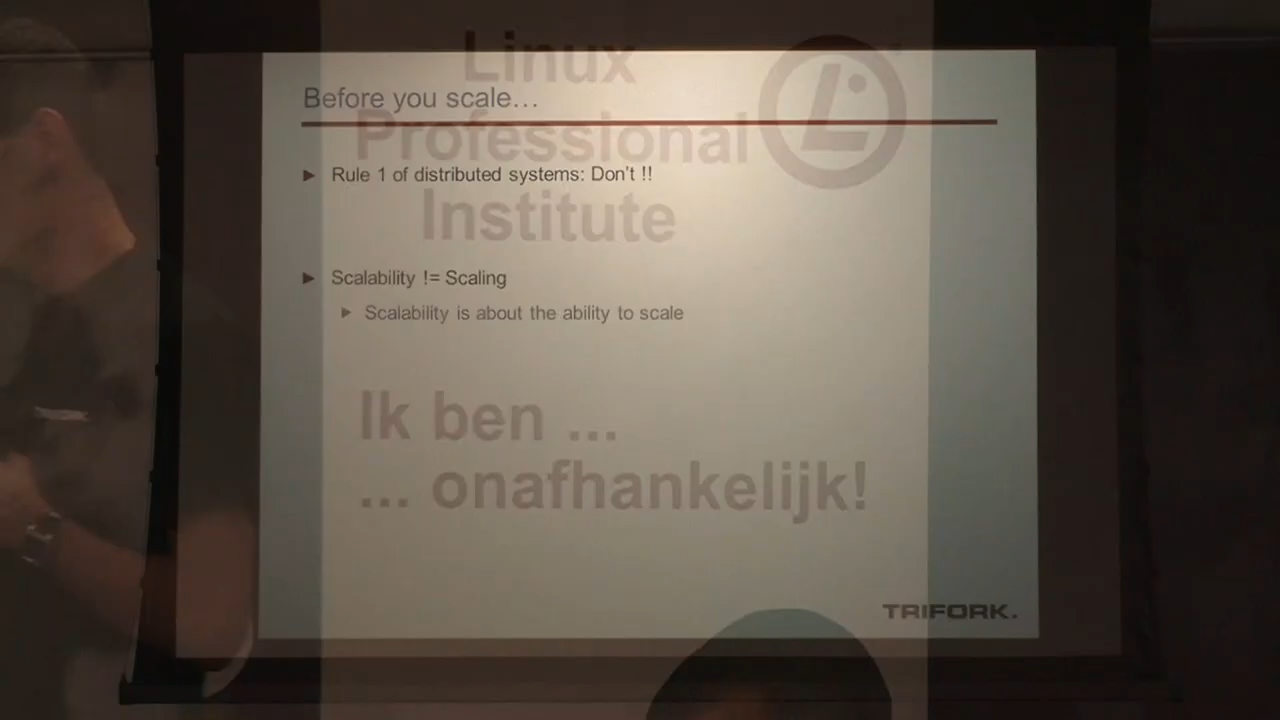 Before you scale…
► Rule 1 of distributed systems: Don't !!
► Scalability != Scaling
► Scalability is about the ability to scale
TRIFORK.
Linux
Professional
Institute
Ik ben ...
... onafhankelijk!